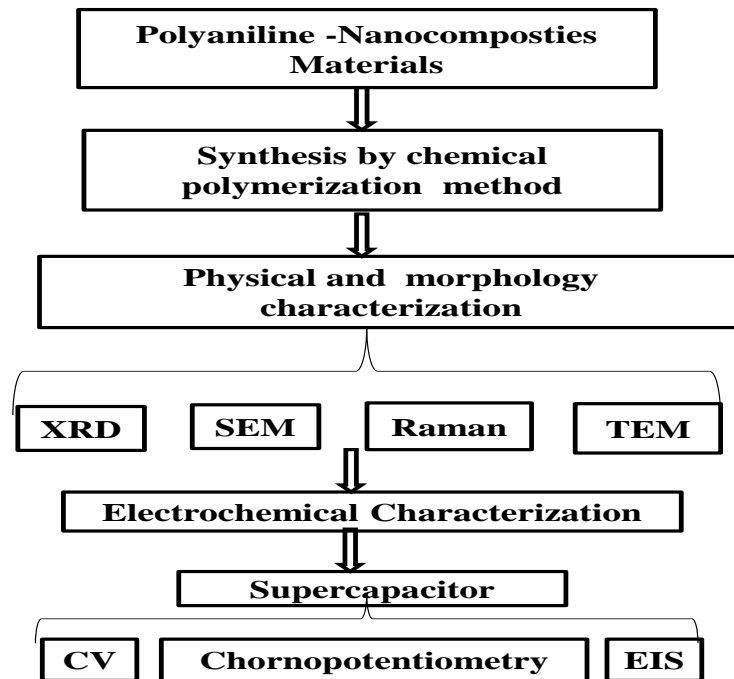 Polyaniline -Nanocomposties
Materials
Synthesis by chemical
polymerization method
Physical and morphology
characterization
XRD SEM Raman TEM
Electrochemical Characterization
Supercapacitor
CV Chornopotentiometry EIS